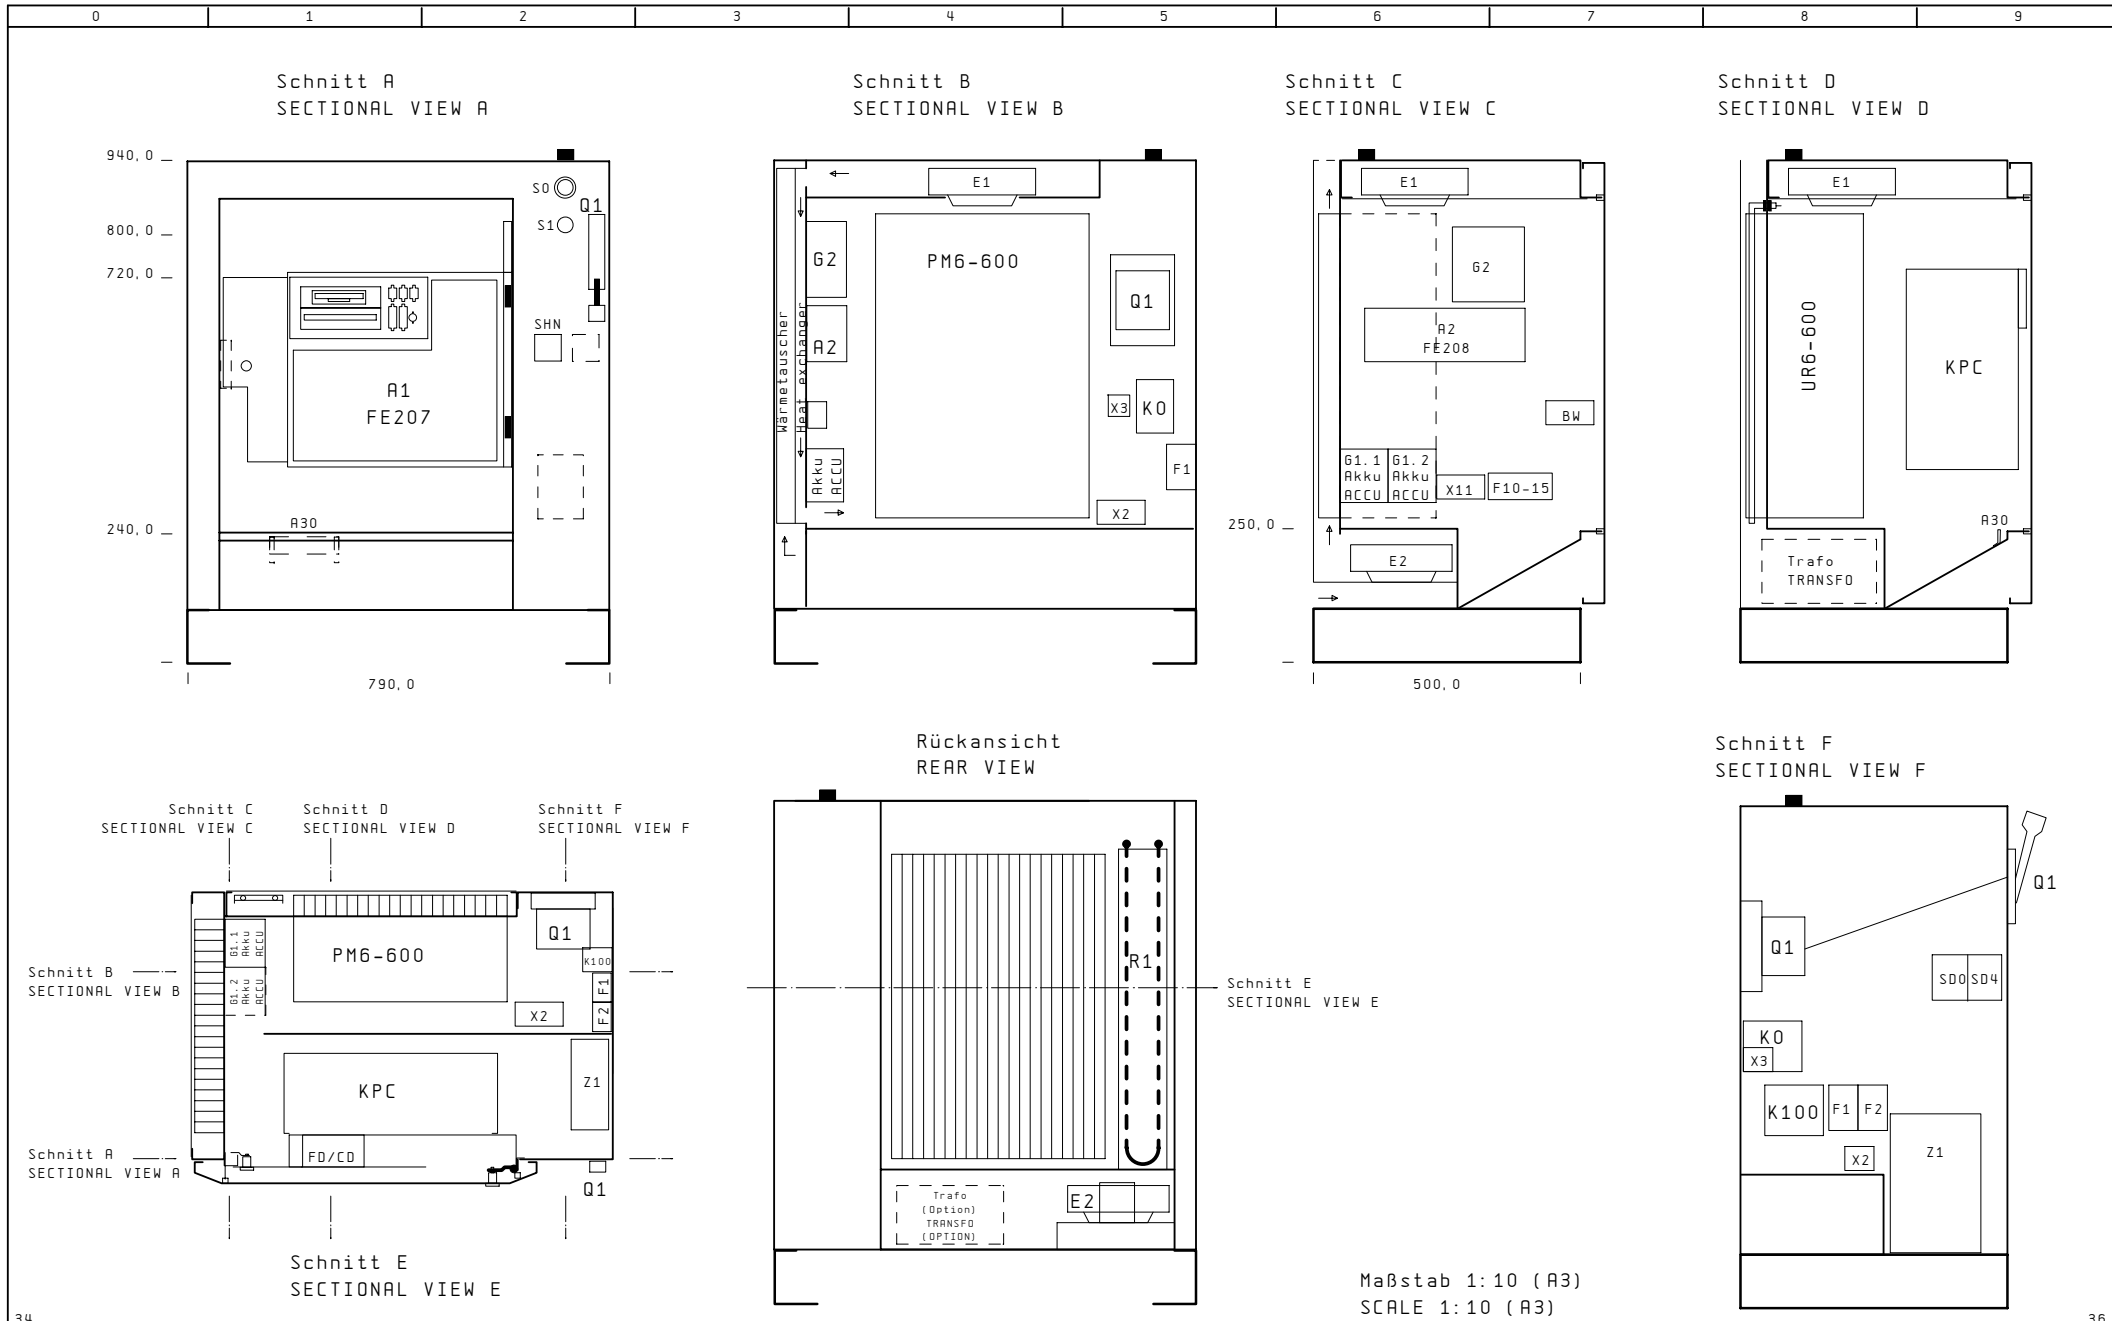 0 1 2 3 4 5 6 7 8 9
Schnitt A
SECTIONAL VIEW A
Schnitt B
SECTIONAL VIEW B
Schnitt C
SECTIONAL VIEW C
Schnitt D
SECTIONAL VIEW D
940,0
800,0
720,0
240,0
S0
Q1
S1
SHN
A1
FE207
A30
790,0
E1
G2
PM6-600
Q1
A2
Wärmetauscher
Heat exchanger
X3
K0
Akku
ACCU
F1
X2
E1
G2
A2
FE208
BW
G1.1
Akku
ACCU
G1.2
Akku
ACCU
X11
F10-15
250,0
E2
500,0
E1
UR6-600
KPC
A30
Trafo
TRANSFO
Rückansicht
REAR VIEW
Schnitt F
SECTIONAL VIEW F
Schnitt C
SECTIONAL VIEW C
Schnitt D
SECTIONAL VIEW D
Schnitt F
SECTIONAL VIEW F
Schnitt B
SECTIONAL VIEW B
G1.1
Akku
ACCU
G1.2
Akku
ACCU
PM6-600
Q1
K100
F1
F2
X2
KPC
Z1
FD/CD
Schnitt A
SECTIONAL VIEW A
Q1
Schnitt E
SECTIONAL VIEW E
R1
Schnitt E
SECTIONAL VIEW E
Trafo
(Option)
TRANSFO
(OPTION)
E2
Q1
Q1
SD0
SD4
K0
X3
K100
F1
F2
X2
Z1
Maßstab 1:10 (A3)
SCALE 1:10 (A3)
34
36